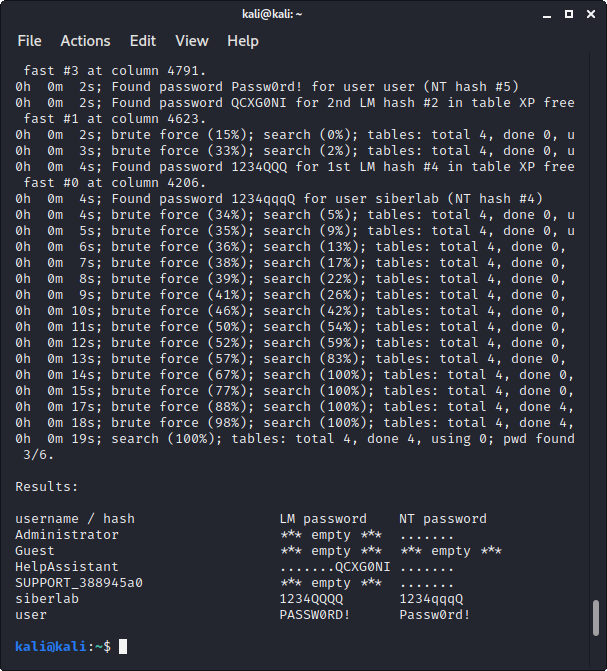 kali@kali: ~
File Actions Edit View Help
fast #3 at column 4791.
0h 0m 2s; Found password Passw0rd! for user user (NT hash #5)
0h 0m 2s; Found password QCXG0NI for 2nd LM hash #2 in table XP free
fast #1 at column 4623.
0h 0m 2s; brute force (15%); search (0%); tables: total 4, done 0, u
0h 0m 3s; brute force (33%); search (2%); tables: total 4, done 0, u
0h 0m 4s; Found password 1234QQQ for 1st LM hash #4 in table XP free
fast #0 at column 4206.
0h 0m 4s; Found password 1234qqqQ for user siberlab (NT hash #4)
0h 0m 4s; brute force (34%); search (5%); tables: total 4, done 0, u
0h 0m 5s; brute force (35%); search (9%); tables: total 4, done 0, u
0h 0m 6s; brute force (36%); search (13%); tables: total 4, done 0,
0h 0m 7s; brute force (38%); search (17%); tables: total 4, done 0,
0h 0m 8s; brute force (39%); search (22%); tables: total 4, done 0,
0h 0m 9s; brute force (41%); search (26%); tables: total 4, done 0,
0h 0m 10s; brute force (46%); search (42%); tables: total 4, done 0,
0h 0m 11s; brute force (50%); search (54%); tables: total 4, done 0,
0h 0m 12s; brute force (52%); search (59%); tables: total 4, done 0,
0h 0m 13s; brute force (57%); search (83%); tables: total 4, done 0,
0h 0m 14s; brute force (67%); search (100%); tables: total 4, done 0,
0h 0m 15s; brute force (77%); search (100%); tables: total 4, done 0,
0h 0m 17s; brute force (88%); search (100%); tables: total 4, done 4,
0h 0m 18s; brute force (98%); search (100%); tables: total 4, done 4,
0h 0m 19s; search (100%); tables: total 4, done 4, using 0; pwd found
3/6.
Results:
username / hash LM password NT password
Administrator *** empty *** .......
Guest *** empty *** *** empty ***
HelpAssistant .......QCXG0NI .......
SUPPORT_388945a0 *** empty *** .......
siberlab 1234QQQQ 1234qqqQ
user PASSW0RD! Passw0rd!
kali@kali:~$